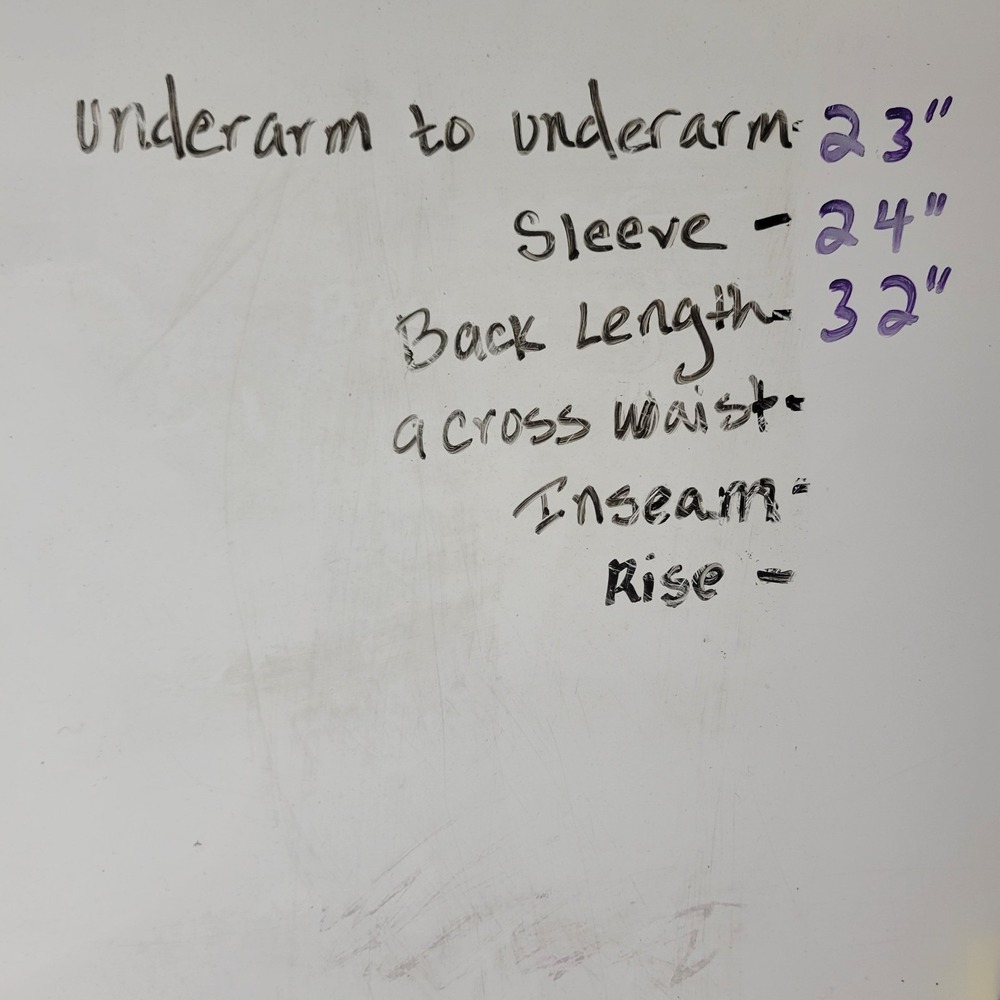 underarm to underarm- 23"
Sleeve - 24"
Back Length- 32"
across waist-
Inseam-
Rise -